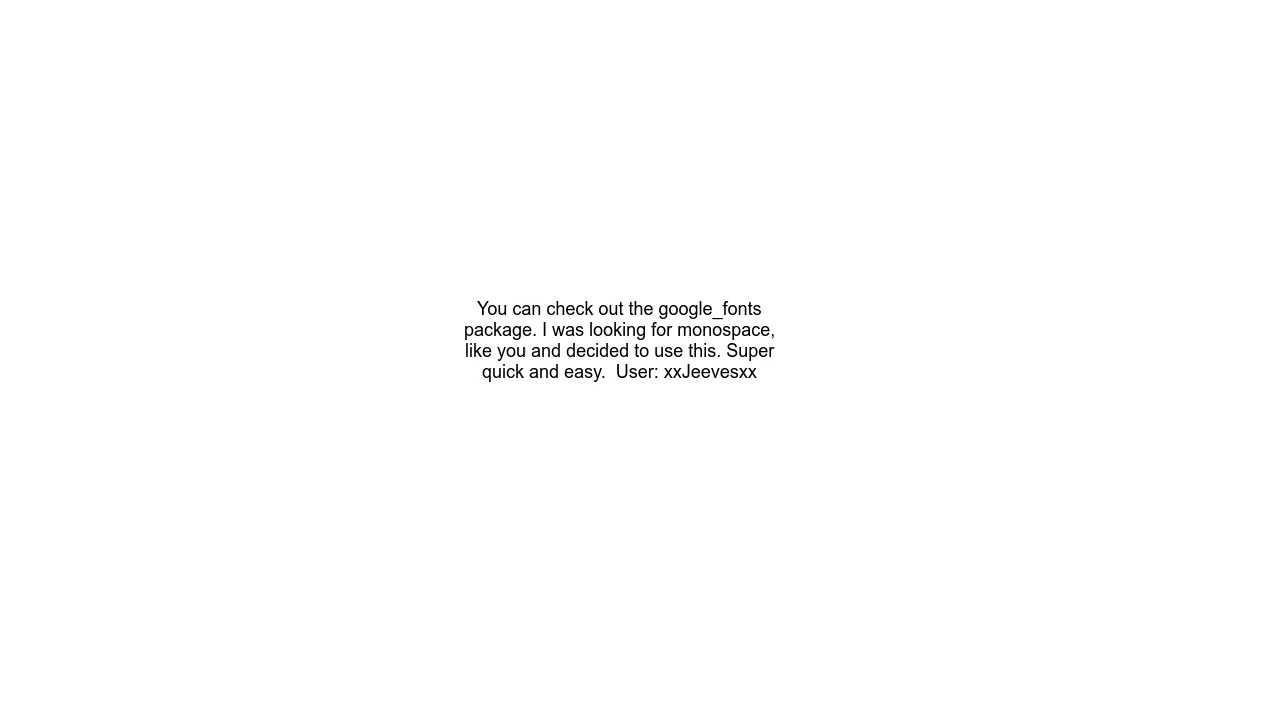 You can check out the google_fonts
package. I was looking for monospace,
like you and decided to use this. Super
quick and easy.  User: xxJeevesxx